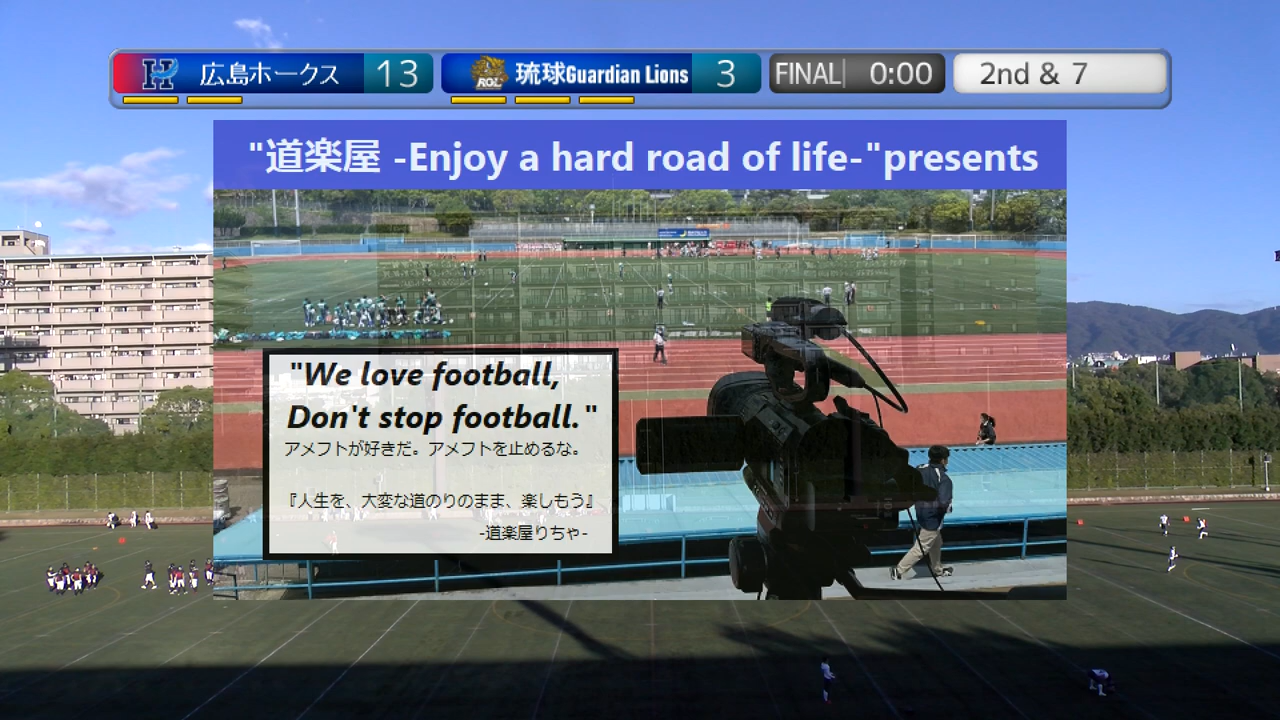 H 広島ホークス 13 ROL 琉球Guardian Lions 3 FINAL 0:00 2nd & 7
"道楽屋 -Enjoy a hard road of life-"presents
"We love football,
Don't stop football."
アメフトが好きだ。アメフトを止めるな。
『人生を、大変な道のりのまま、楽しもう』
-道楽屋りちゃ-